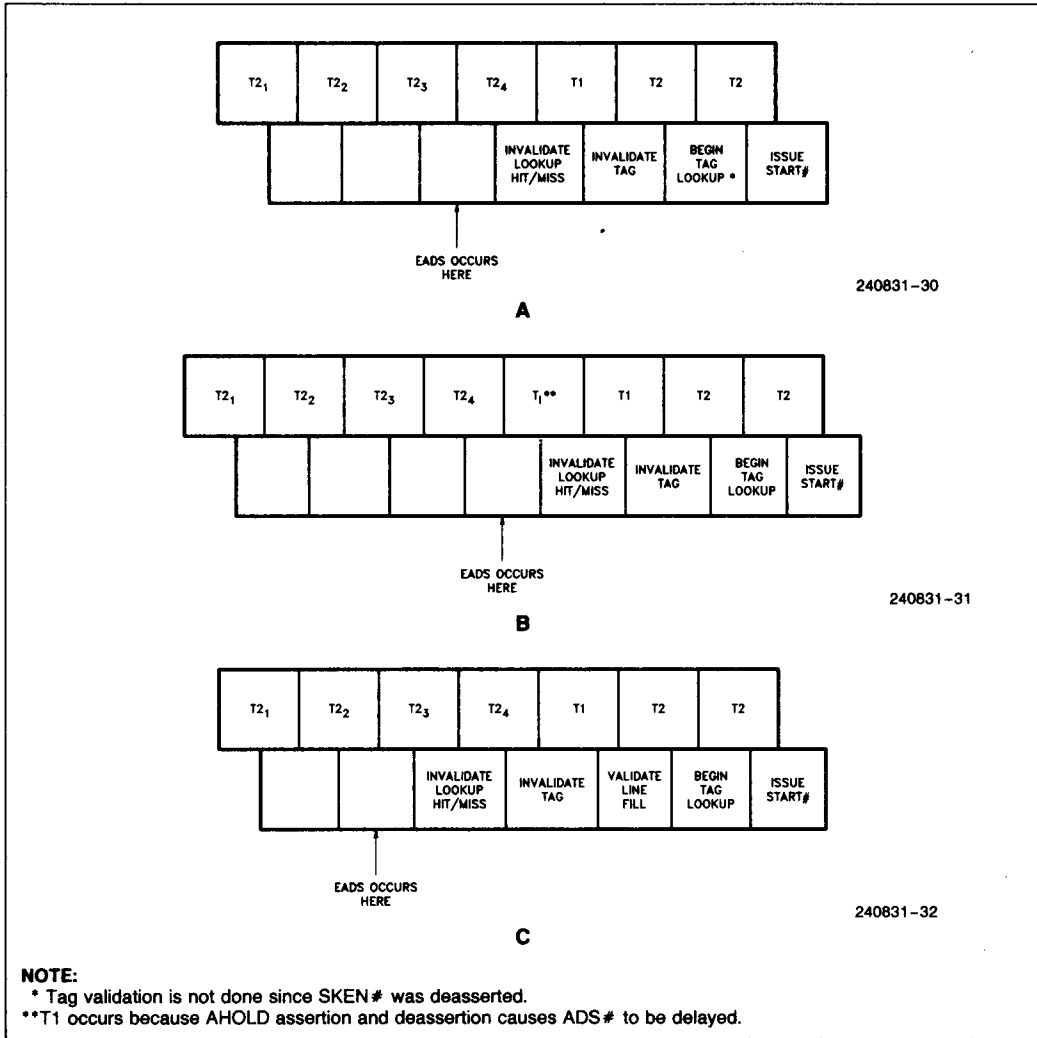 T2₁ T2₂ T2₃ T2₄ T1 T2 T2
INVALIDATE LOOKUP HIT/MISS
INVALIDATE TAG
BEGIN TAG LOOKUP *
ISSUE START#
EADS OCCURS
HERE
240831-30
A
T2₁ T2₂ T2₃ T2₄ T₁** T1 T2 T2
INVALIDATE LOOKUP HIT/MISS
INVALIDATE TAG
BEGIN TAG LOOKUP
ISSUE START#
EADS OCCURS
HERE
240831-31
B
T2₁ T2₂ T2₃ T2₄ T1 T2 T2
INVALIDATE LOOKUP HIT/MISS
INVALIDATE TAG
VALIDATE LINE FILL
BEGIN TAG LOOKUP
ISSUE START#
EADS OCCURS
HERE
240831-32
C
NOTE:
* Tag validation is not done since SKEN# was deasserted.
**T1 occurs because AHOLD assertion and deassertion causes ADS# to be delayed.